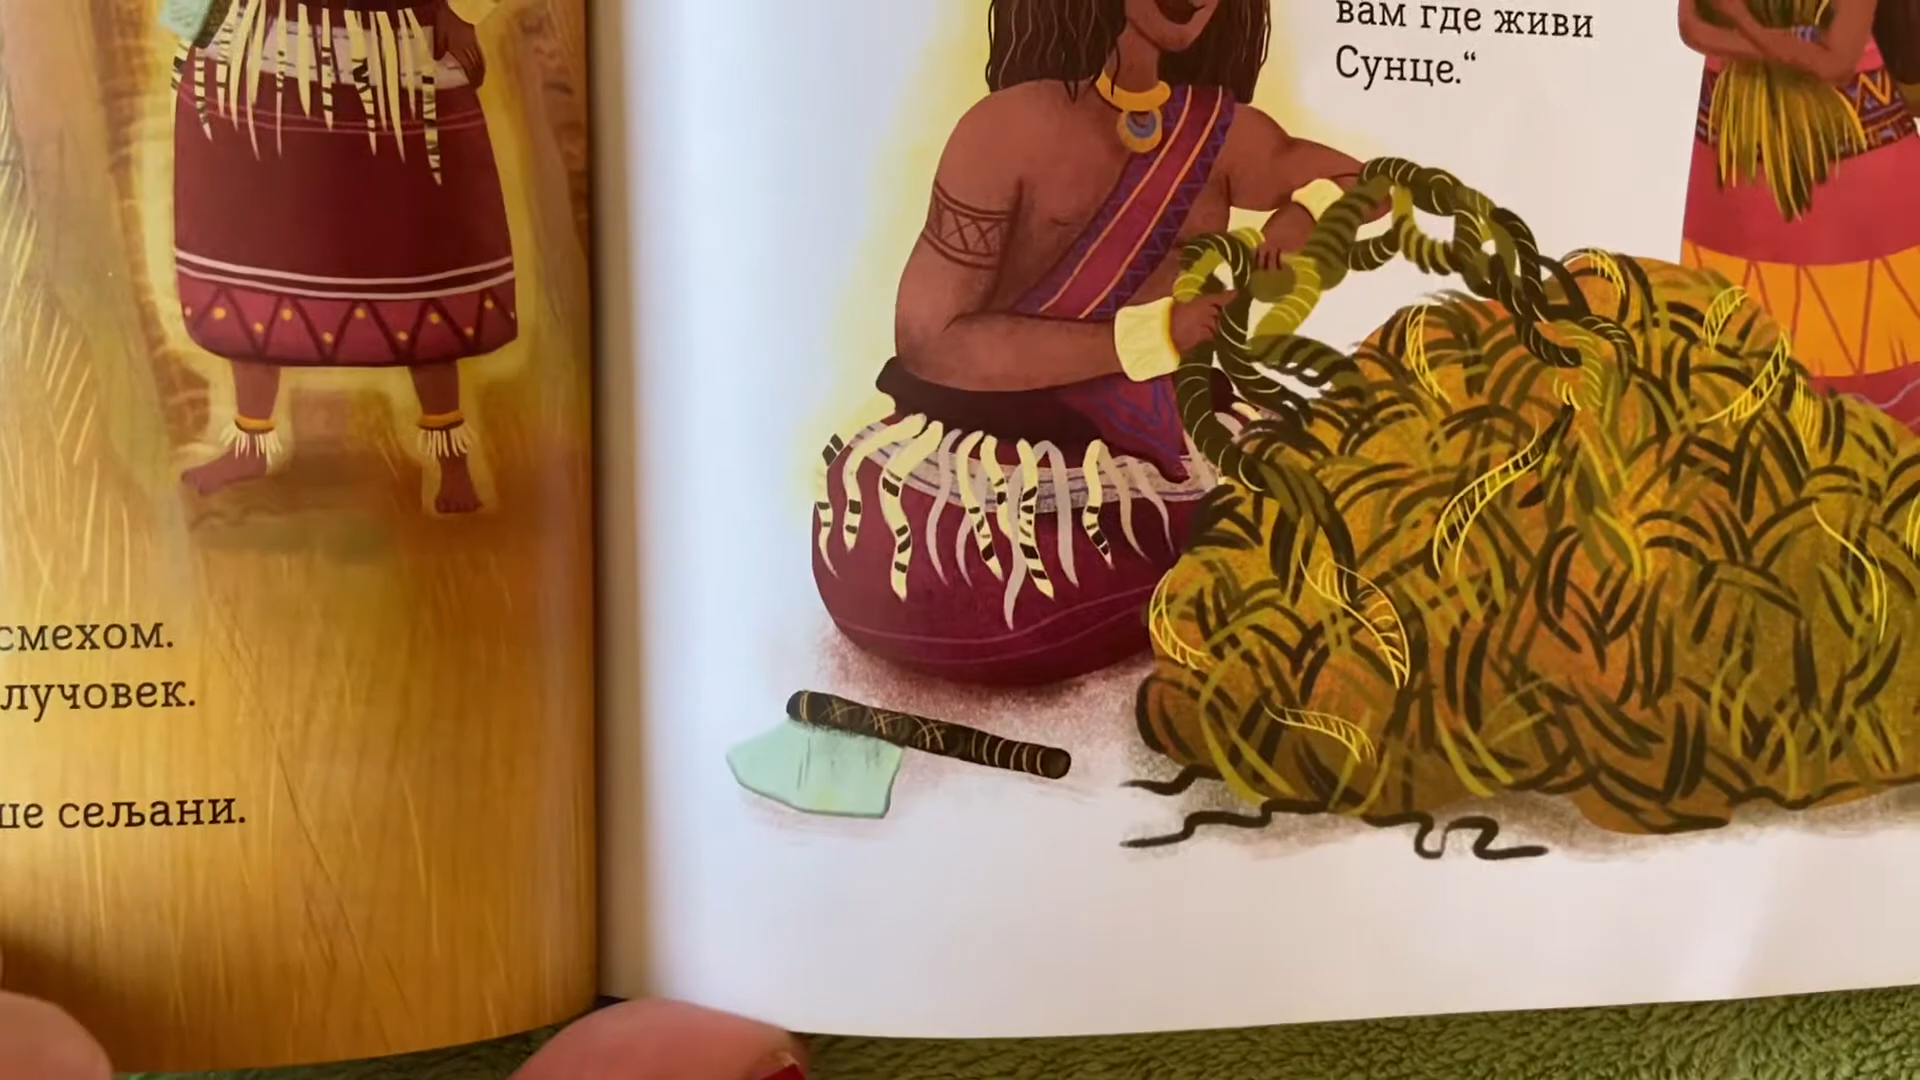 смехом.
лучовек.
ше сељани.
вам где живи
Сунце.“